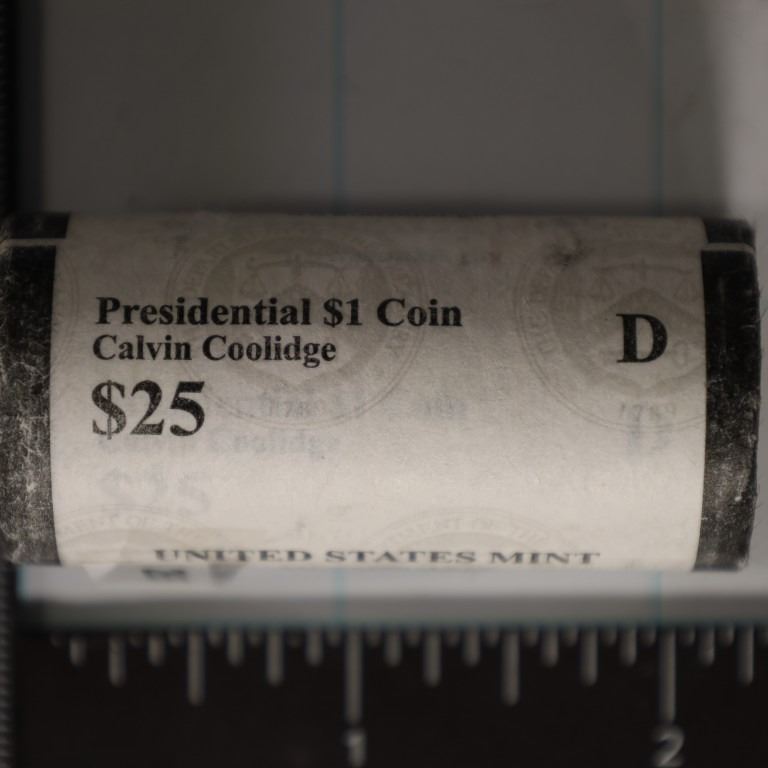 Presidential $1 Coin
Calvin Coolidge
$25
D
UNITED STATES MINT
1 2